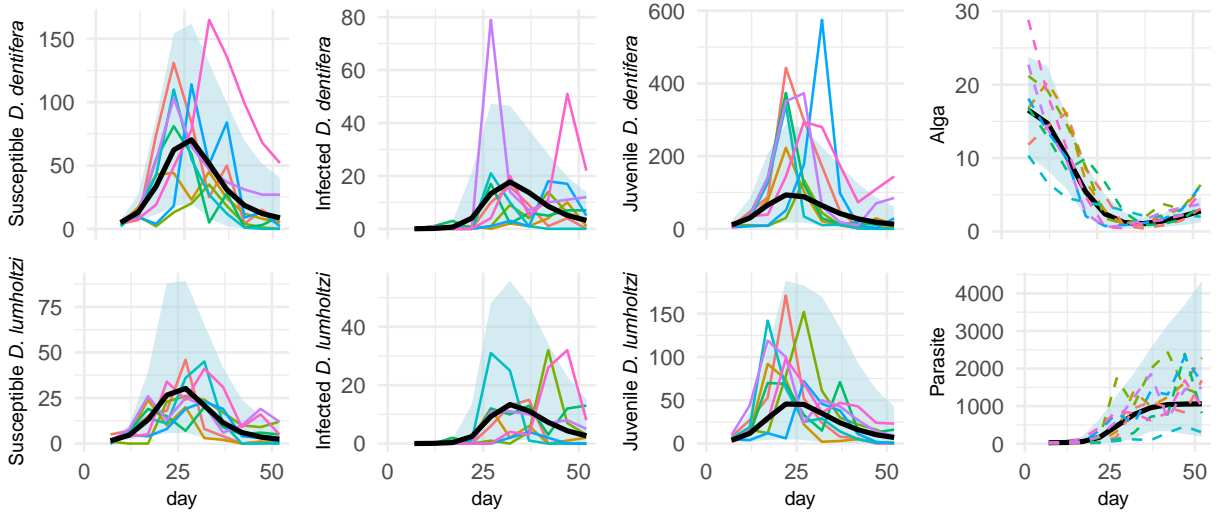 Susceptible D. dentifera
150
100
50
0
Infected D. dentifera
80
60
40
20
0
Juvenile D. dentifera
600
400
200
0
Alga
30
20
10
0
Susceptible D. lumholtzi
75
50
25
0
0 25 50
day
Infected D. lumholtzi
40
20
0
0 25 50
day
Juvenile D. lumholtzi
150
100
50
0
0 25 50
day
Parasite
4000
3000
2000
1000
0
0 25 50
day